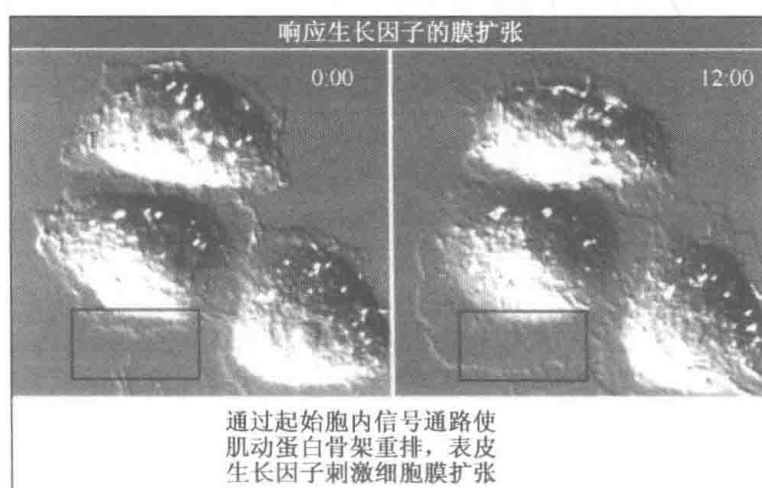 响应生长因子的膜扩张
0:00
12:00
通过起始胞内信号通路使
肌动蛋白骨架重排，表皮
生长因子刺激细胞膜扩张